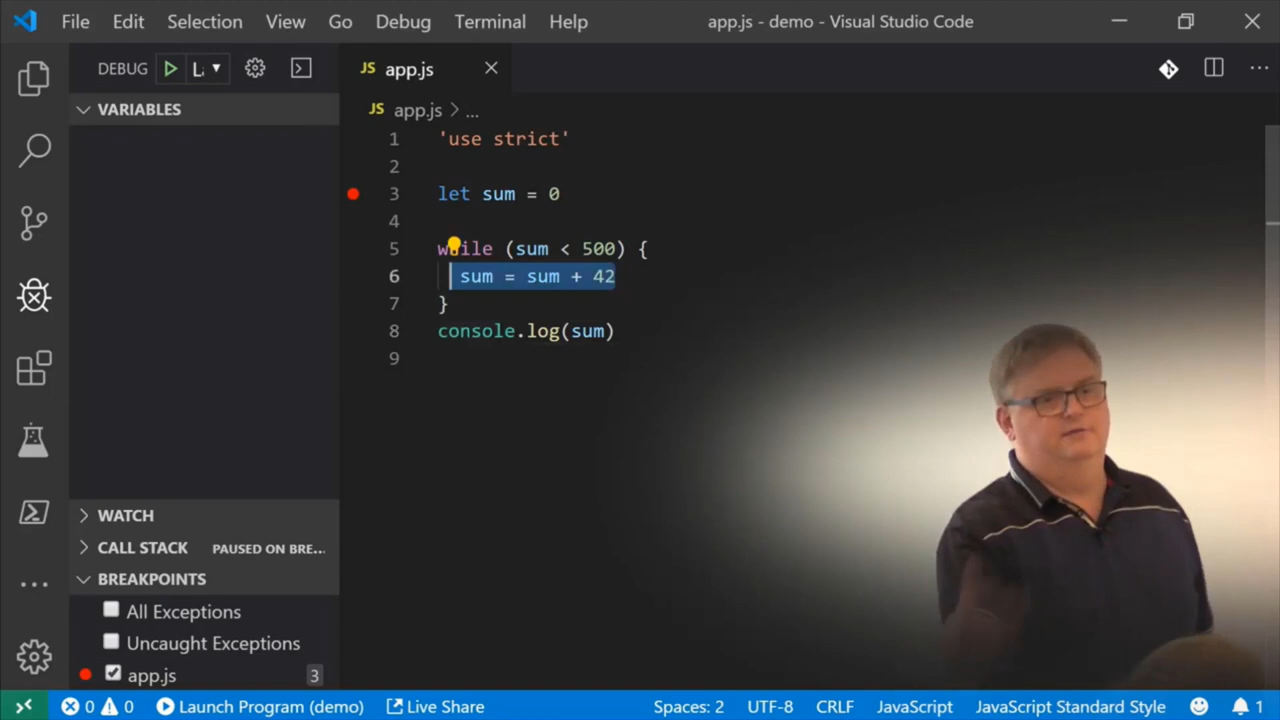 File Edit Selection View Go Debug Terminal Help app.js - demo - Visual Studio Code
DEBUG
JS app.js
VARIABLES
JS app.js > ...
1 'use strict'
2
3 let sum = 0
4
5 while (sum < 500) {
6 sum = sum + 42
7 }
8 console.log(sum)
9
WATCH
CALL STACK PAUSED ON BRE...
BREAKPOINTS
All Exceptions
Uncaught Exceptions
app.js 3
0 0 Launch Program (demo) Live Share Spaces: 2 UTF-8 CRLF JavaScript JavaScript Standard Style 1